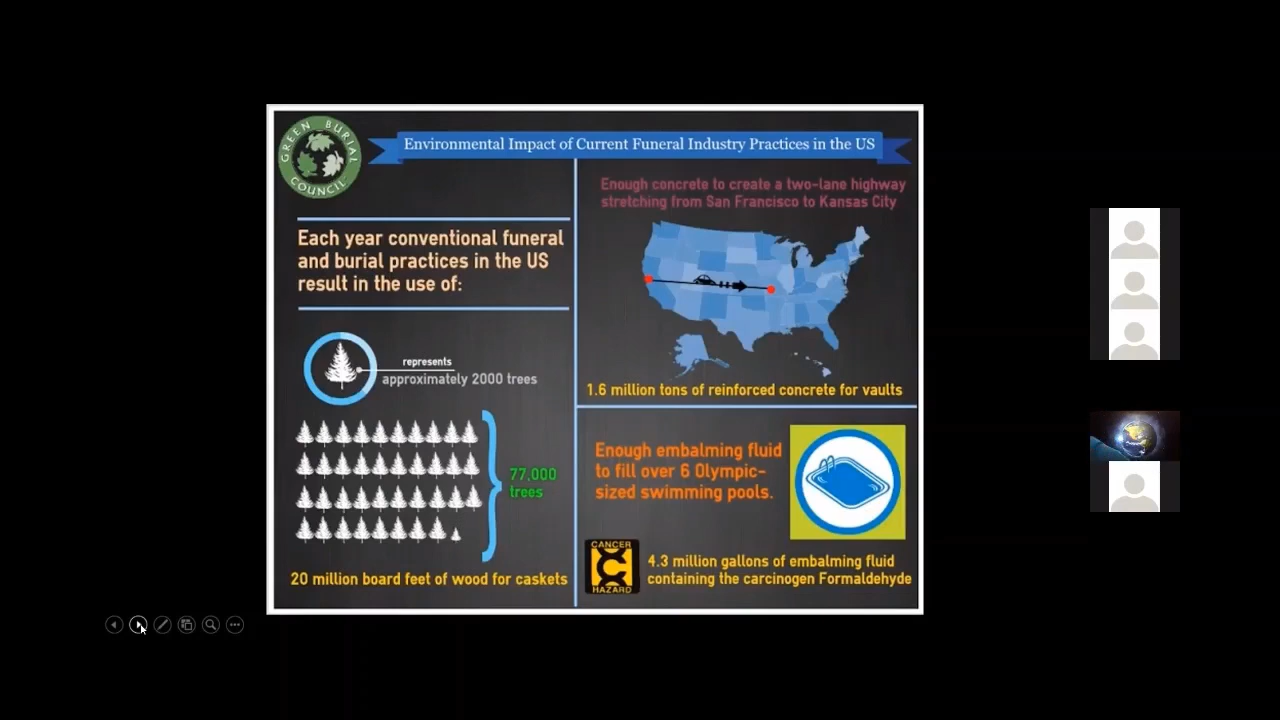 GREEN BURIAL COUNCIL
Environmental Impact of Current Funeral Industry Practices in the US
Each year conventional funeral
and burial practices in the US
result in the use of:
represents
approximately 2000 trees
77,000
trees
20 million board feet of wood for caskets
Enough concrete to create a two-lane highway
stretching from San Francisco to Kansas City
1.6 million tons of reinforced concrete for vaults
Enough embalming fluid
to fill over 6 Olympic-
sized swimming pools.
CANCER
HAZARD
4.3 million gallons of embalming fluid
containing the carcinogen Formaldehyde